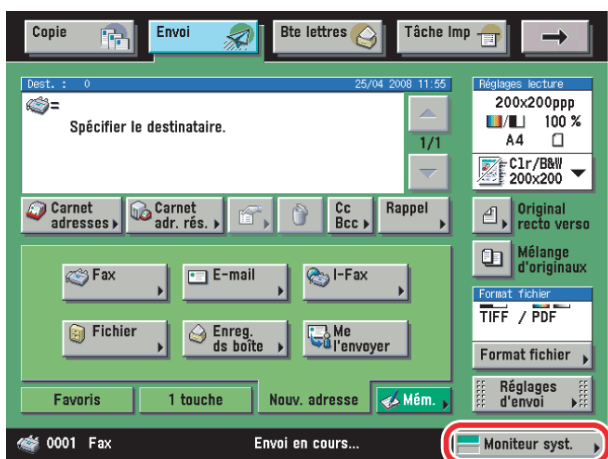 Copie
Envoi
Bte lettres
Tâche Imp
Dest. : 0
25/04 2008 11:55
=
Spécifier le destinataire.
1/1
Réglages lecture
200x200ppp
/ 100 %
A4
Clr/B&W
200x200
Carnet
adresses
Carnet
adr. rés.
Cc
Bcc
Rappel
Original
recto verso
Mélange
d'originaux
Fax
E-mail
I-Fax
Fichier
Enreg.
ds boîte
Me
l'envoyer
Format fichier
TIFF / PDF
Format fichier
Réglages
d'envoi
Favoris
1 touche
Nouv. adresse
Mém.
0001 Fax
Envoi en cours...
Moniteur syst.